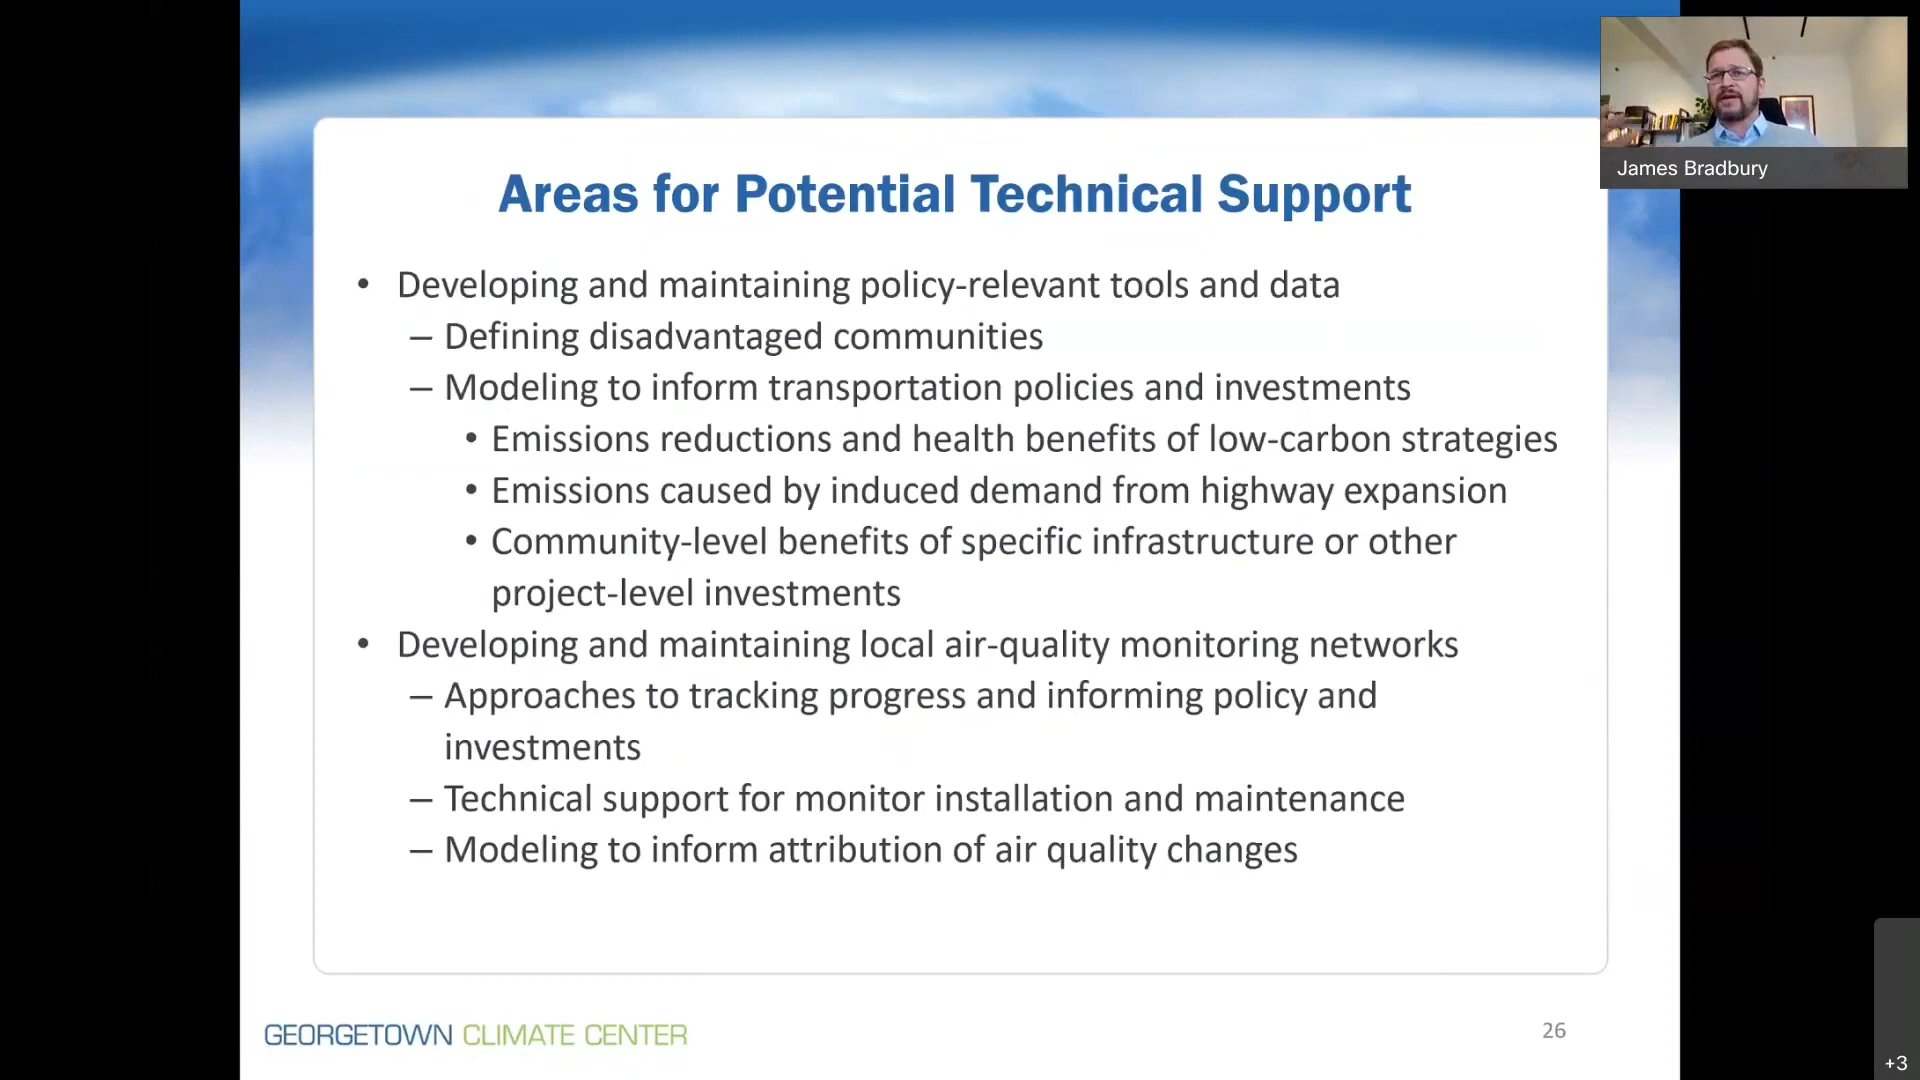 James Bradbury
Areas for Potential Technical Support
• Developing and maintaining policy-relevant tools and data
– Defining disadvantaged communities
– Modeling to inform transportation policies and investments
• Emissions reductions and health benefits of low-carbon strategies
• Emissions caused by induced demand from highway expansion
• Community-level benefits of specific infrastructure or other
project-level investments
• Developing and maintaining local air-quality monitoring networks
– Approaches to tracking progress and informing policy and
investments
– Technical support for monitor installation and maintenance
– Modeling to inform attribution of air quality changes
GEORGETOWN CLIMATE CENTER
26
+3